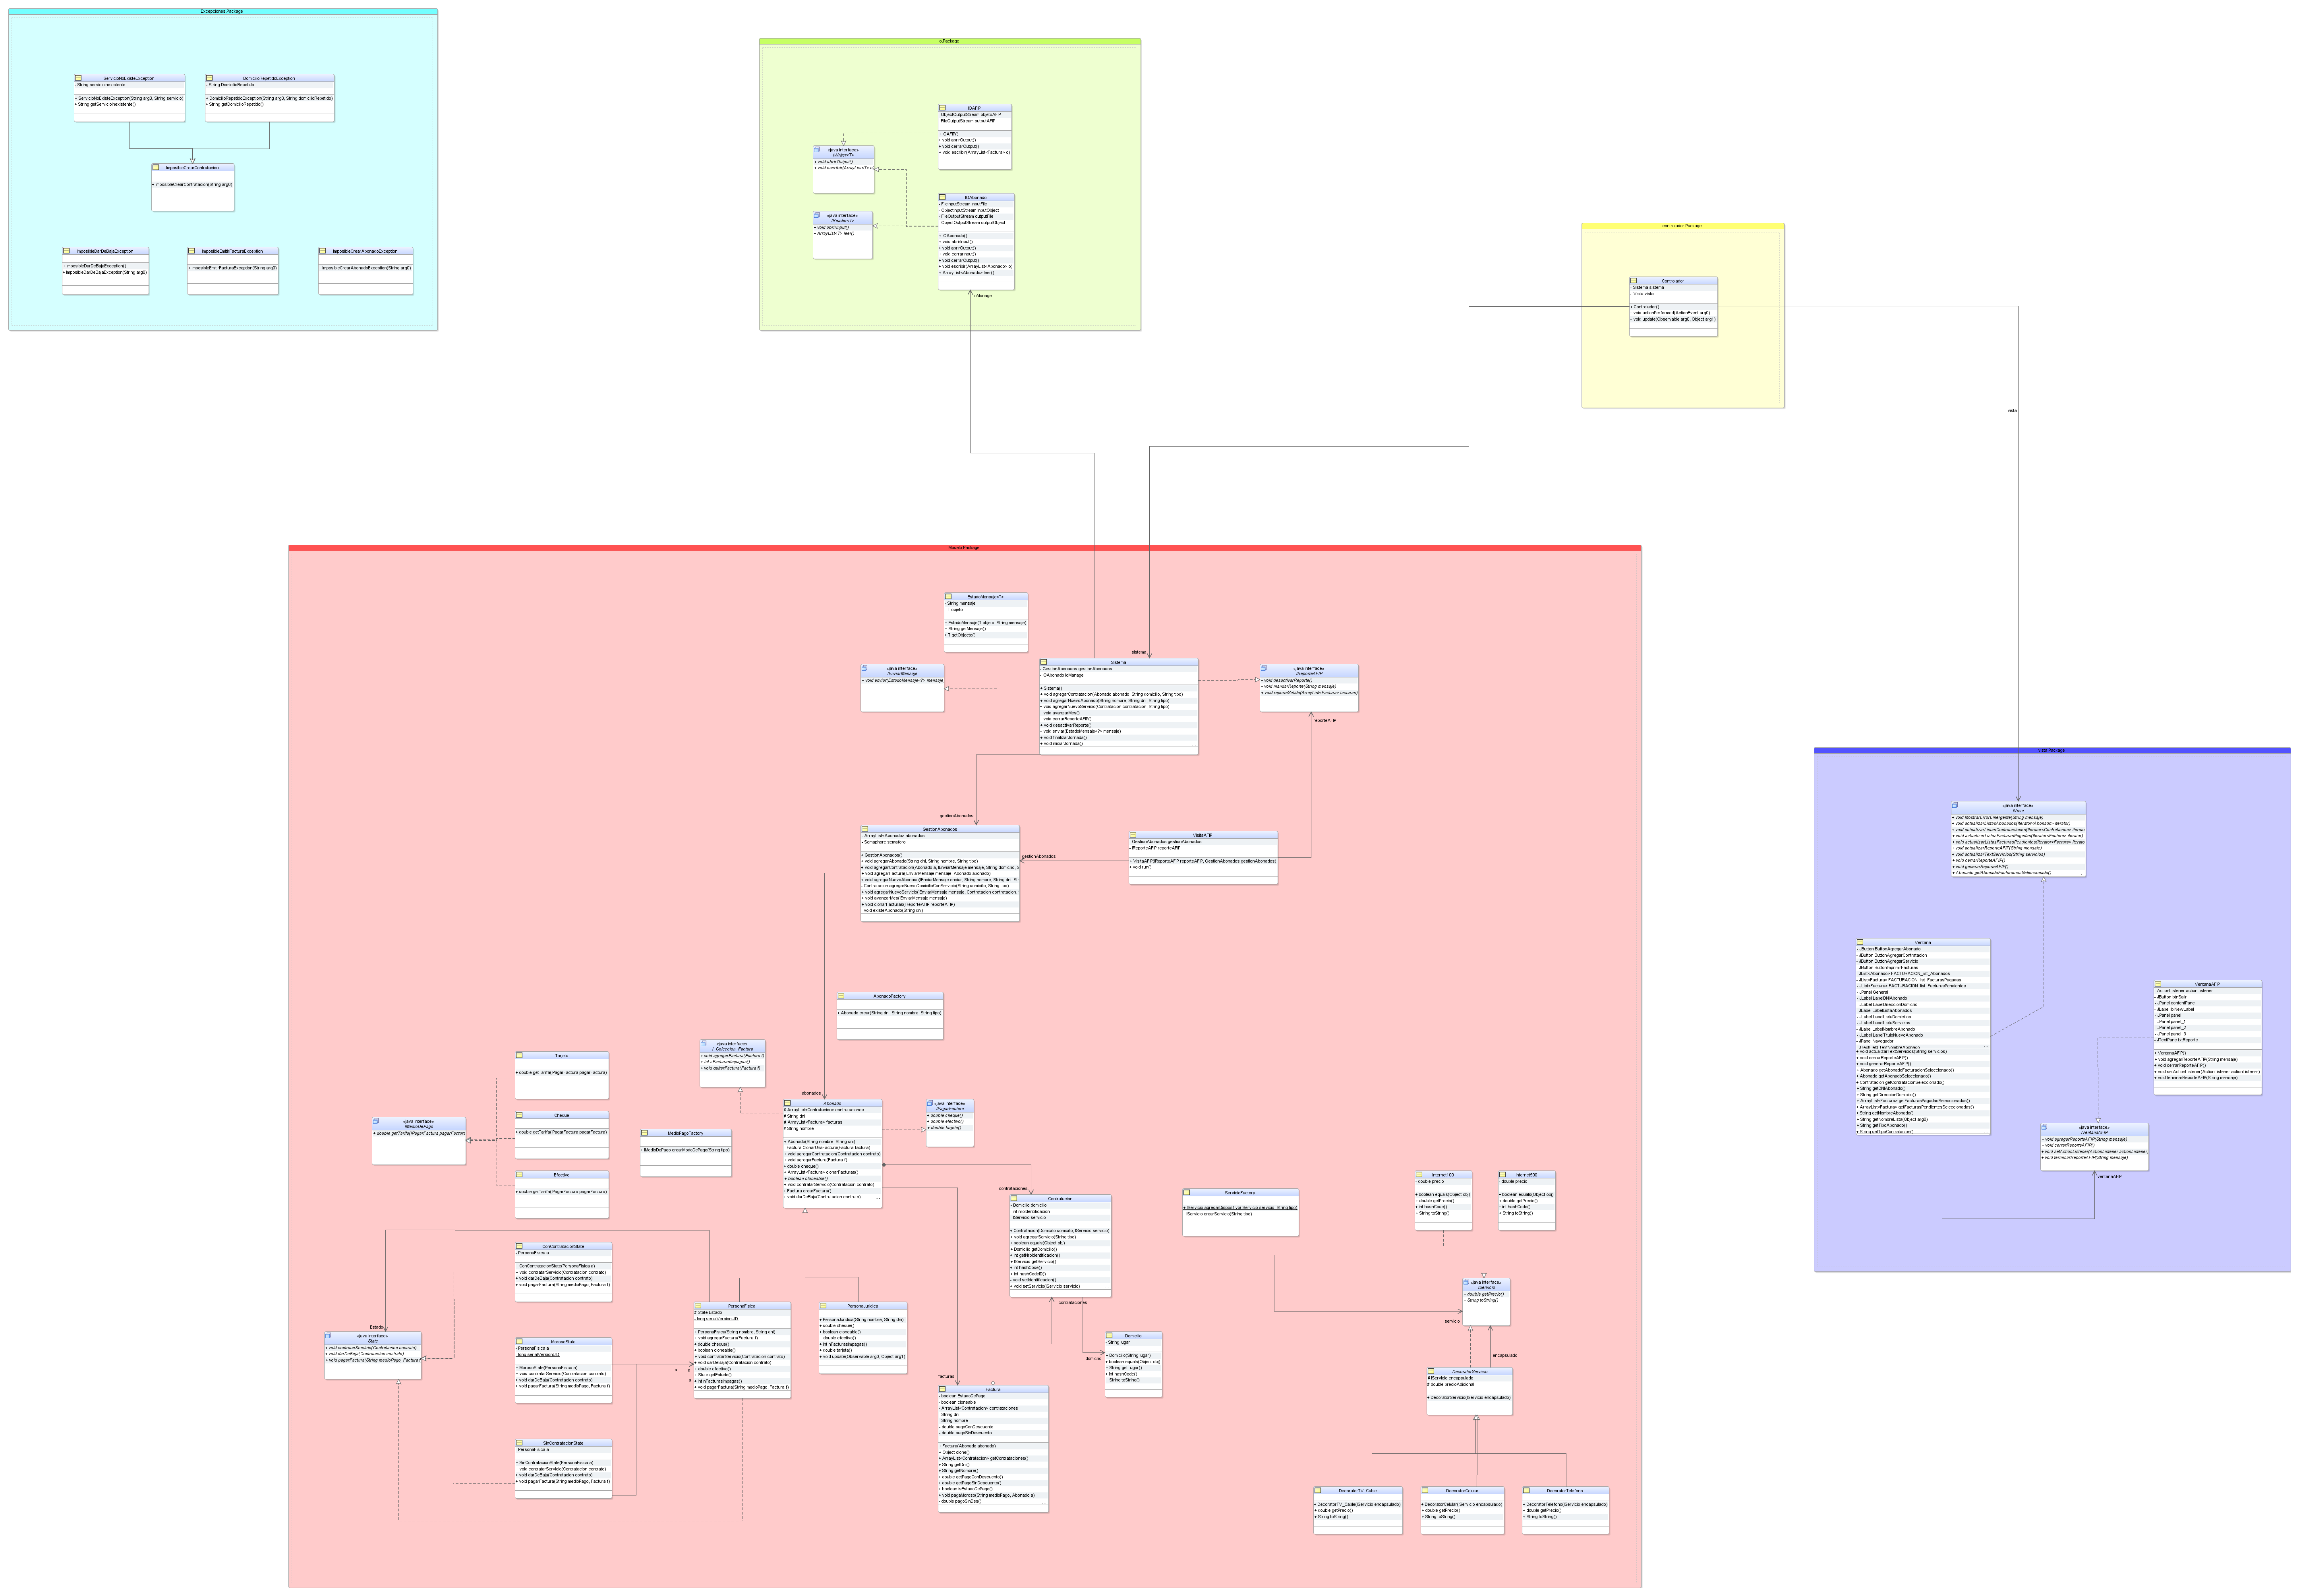 Excepciones.Package
ServicioNoExisteException
- String servicioinexistente
+ ServicioNoExisteException(String arg0, String servicio)
+ String getServicioInexistente()
DomicilioRepetidoException
- String DomicilioRepetido
+ DomicilioRepetidoException(String arg0, String domicilioRepetido)
+ String getDomicilioRepetido()
ImposibleCrearContratacion
+ ImposibleCrearContratacion(String arg0)
ImposibleDarDeBajaException
+ ImposibleDarDeBajaException()
+ ImposibleDarDeBajaException(String arg0)
ImposibleEmitirFacturaException
+ ImposibleEmitirFacturaException(String arg0)
ImposibleCrearAbonadoException
+ ImposibleCrearAbonadoException(String arg0)
Io.Package
IOAFIP
ObjectOutputStream objetoAFIP
FileOutputStream outputAFIP
+ IOAFIP()
+ void abrirOutput()
+ void cerrarOutput()
+ void escribir(ArrayList<Factura> o)
«java interface»
IWriter<T>
+ void abrirOutput()
+ void escribir(ArrayList<T> o
«java interface»
IReader<T>
+ void abrirInput()
+ ArrayList<T> leer()
IOAbonado
- FileInputStream inputFile
- ObjectInputStream inputObject
- FileOutputStream outputFile
- ObjectOutputStream outputObject
+ IOAbonado()
+ void abrirInput()
+ void abrirOutput()
+ void cerrarInput()
+ void cerrarOutput()
+ void escribir(ArrayList<Abonado> o)
+ ArrayList<Abonado> leer()
ioManage
controlador.Package
Controlador
- Sistema sistema
- IVista vista
+ Controlador()
+ void actionPerformed(ActionEvent arg0)
+ void update(Observable arg0, Object arg1)
vista
Modelo.Package
EstadoMensaje<T>
- String mensaje
- T objeto
+ EstadoMensaje(T objeto, String mensaje)
+ String getMensaje()
+ T getObjecto()
sistema
Sistema
- GestionAbonados gestionAbonados
- IOAbonado ioManage
+ Sistema()
+ void agregarContratacion(Abonado abonado, String domicilio, String tipo)
+ void agregarNuevoAbonado(String nombre, String dni, String tipo)
+ void agregarNuevoServicio(Contratacion contratacion, String tipo)
+ void avanzarMes()
+ void cerrarReporteAFIP()
+ void desactivarReporte()
+ void enviar(EstadoMensaje<?> mensaje)
+ void finalizarJornada()
+ void iniciarJornada()
«java interface»
IEnviarMensaje
+ void enviar(EstadoMensaje<?> mensaje
«java interface»
IReporteAFIP
+ void desactivarReporte()
+ void mandarReporte(String mensaje)
+ void reporteSalida(ArrayList<Factura> facturas)
reporteAFIP
gestionAbonados
GestionAbonados
- ArrayList<Abonado> abonados
- Semaphore semaforo
+ GestionAbonados()
+ void agregarAbonado(String dni, String nombre, String tipo)
+ void agregarContratacion(Abonado a, IEnviarMensaje mensaje, String domicilio, S
+ void agregarFactura(IEnviarMensaje mensaje, Abonado abonado)
+ void agregarNuevoAbonado(IEnviarMensaje enviar, String nombre, String dni, Str
- Contratacion agregarNuevoDomicilioConServicio(String domicilio, String tipo)
+ void agregarNuevoServicio(IEnviarMensaje mensaje, Contratacion contratacion,
+ void avanzarMes(IEnviarMensaje mensaje)
+ void clonarFacturas(IReporteAFIP reporteAFIP)
void existeAbonado(String dni)
gestionAbonados
VisitaAFIP
- GestionAbonados gestionAbonados
- IReporteAFIP reporteAFIP
+ VisitaAFIP(IReporteAFIP reporteAFIP, GestionAbonados gestionAbonados)
+ void run()
AbonadoFactory
+ Abonado crear(String dni, String nombre, String tipo)
«java interface»
I_Coleccion_Factura
+ void agregarFactura(Factura f)
+ int nFacturasImpagas()
+ void quitarFactura(Factura f)
abonados
Abonado
# ArrayList<Contratacion> contrataciones
# String dni
# ArrayList<Factura> facturas
# String nombre
+ Abonado(String nombre, String dni)
- Factura ClonarUnaFactura(Factura factura)
+ void agregarContratacion(Contratacion contrato)
+ void agregarFactura(Factura f)
+ double cheque()
+ ArrayList<Factura> clonarFacturas()
+ boolean cloneable()
+ void contratarServicio(Contratacion contrato)
+ Factura crearFactura()
+ void darDeBaja(Contratacion contrato)
«java interface»
IPagarFactura
+ double cheque()
+ double efectivo()
+ double tarjeta()
Tarjeta
+ double getTarifa(IPagarFactura pagarFactura)
Cheque
+ double getTarifa(IPagarFactura pagarFactura)
Efectivo
+ double getTarifa(IPagarFactura pagarFactura)
«java interface»
IMedioDePago
+ double getTarifa(IPagarFactura pagarFactura
MedioPagoFactory
+ IMedioDePago crearMedioDePago(String tipo)
contrataciones
Contratacion
- Domicilio domicilio
- int nroIdentificacion
- IServicio servicio
+ Contratacion(Domicilio domicilio, IServicio servicio)
+ void agregarServicio(String tipo)
+ boolean equals(Object obj)
+ Domicilio getDomicilio()
+ int getNroIdentificacion()
+ IServicio getServicio()
+ int hashCode()
+ int hashCodeID()
- void setIdentificacion()
+ void setServicio(IServicio servicio)
ServicioFactory
+ IServicio agregarDispositivo(IServicio servicio, String tipo)
+ IServicio crearServicio(String tipo)
Internet100
- double precio
+ boolean equals(Object obj)
+ double getPrecio()
+ int hashCode()
+ String toString()
Internet500
- double precio
+ boolean equals(Object obj)
+ double getPrecio()
+ int hashCode()
+ String toString()
«java interface»
IServicio
+ double getPrecio()
+ String toString()
servicio
encapsulado
ConContratacionState
- PersonaFisica a
+ ConContratacionState(PersonaFisica a)
+ void contratarServicio(Contratacion contrato)
+ void darDeBaja(Contratacion contrato)
+ void pagarFactura(String medioPago, Factura f)
Estado
«java interface»
State
+ void contratarServicio(Contratacion contrato)
+ void darDeBaja(Contratacion contrato)
+ void pagarFactura(String medioPago, Factura f
MorosoState
- PersonaFisica a
- long serialVersionUID
+ MorosoState(PersonaFisica a)
+ void contratarServicio(Contratacion contrato)
+ void darDeBaja(Contratacion contrato)
+ void pagarFactura(String medioPago, Factura f)
SinContratacionState
- PersonaFisica a
+ SinContratacionState(PersonaFisica a)
+ void contratarServicio(Contratacion contrato)
+ void darDeBaja(Contratacion contrato)
+ void pagarFactura(String medioPago, Factura f)
a
a
PersonaFisica
# State Estado
- long serialVersionUID
+ PersonaFisica(String nombre, String dni)
+ void agregarFactura(Factura f)
+ double cheque()
+ boolean cloneable()
+ void contratarServicio(Contratacion contrato)
+ void darDeBaja(Contratacion contrato)
+ double efectivo()
+ State getEstado()
+ int nFacturasImpagas()
+ void pagarFactura(String medioPago, Factura f)
PersonaJuridica
+ PersonaJuridica(String nombre, String dni)
+ double cheque()
+ boolean cloneable()
+ double efectivo()
+ int nFacturasImpagas()
+ double tarjeta()
+ void update(Observable arg0, Object arg1)
contrataciones
domicilio
Domicilio
- String lugar
+ Domicilio(String lugar)
+ boolean equals(Object obj)
+ String getLugar()
+ int hashCode()
+ String toString()
facturas
Factura
- boolean EstadoDePago
- boolean cloneable
- ArrayList<Contratacion> contrataciones
- String dni
- String nombre
- double pagoConDescuento
- double pagoSinDescuento
+ Factura(Abonado abonado)
+ Object clone()
+ ArrayList<Contratacion> getContrataciones()
+ String getDni()
+ String getNombre()
+ double getPagoConDescuento()
+ double getPagoSinDescuento()
+ boolean isEstadoDePago()
+ void pagaMoroso(String medioPago, Abonado a)
- double pagoSinDes()
DecoratorServicio
# IServicio encapsulado
# double precioAdicional
+ DecoratorServicio(IServicio encapsulado)
DecoratorTV_Cable
+ DecoratorTV_Cable(IServicio encapsulado)
+ double getPrecio()
+ String toString()
DecoratorCelular
+ DecoratorCelular(IServicio encapsulado)
+ double getPrecio()
+ String toString()
DecoratorTelefono
+ DecoratorTelefono(IServicio encapsulado)
+ double getPrecio()
+ String toString()
vista.Package
«java interface»
IVista
+ void MostrarErrorEmergente(String mensaje)
+ void actualizarListasAbonados(Iterator<Abonado> iterator)
+ void actualizarListasContrataciones(Iterator<Contratacion> iterato
+ void actualizarListasFacturasPagadas(Iterator<Factura> iterator)
+ void actualizarListasFacturasPendientes(Iterator<Factura> iterato
+ void actualizarReporteAFIP(String mensaje)
+ void actualizarTextServicios(String servicios)
+ void cerrarReporteAFIP()
+ void generarReporteAFIP()
+ Abonado getAbonadoFacturacionSeleccionado()
Ventana
- JButton ButtonAgregarAbonado
- JButton ButtonAgregarContratacion
- JButton ButtonAgregarServicio
- JButton ButtonImprimirFacturas
- JList<Abonado> FACTURACION_list_Abonados
- JList<Factura> FACTURACION_list_FacturasPagadas
- JList<Factura> FACTURACION_list_FacturasPendientes
- JPanel General
- JLabel LabelDNIAbonado
- JLabel LabelDireccionDomicilio
- JLabel LabelListaAbonados
- JLabel LabelListaDomicilios
- JLabel LabelListaServicios
- JLabel LabelNombreAbonado
- JLabel LabelTituloNuevoAbonado
- JPanel Navegador
- JTextField TextNombreAbonado
+ void actualizarTextServicios(String servicios)
+ void cerrarReporteAFIP()
+ void generarReporteAFIP()
+ Abonado getAbonadoFacturacionSeleccionado()
+ Abonado getAbonadoSeleccionado()
+ Contratacion getContratacionSeleccionado()
+ String getDNIAbonado()
+ String getDireccionDomicilio()
+ ArrayList<Factura> getFacturasPagadasSeleccionadas()
+ ArrayList<Factura> getFacturasPendientesSeleccionadas()
+ String getNombreAbonado()
+ String getNombreLista(Object arg0)
+ String getTipoAbonado()
+ String getTipoContratacion()
VentanaAFIP
- ActionListener actionListener
- JButton btnSalir
- JPanel contentPane
- JLabel lblNewLabel
- JPanel panel
- JPanel panel_1
- JPanel panel_2
- JPanel panel_3
- JTextPane txtReporte
+ VentanaAFIP()
+ void agregarReporteAFIP(String mensaje)
+ void cerrarReporteAFIP()
+ void setActionListener(ActionListener actionListener)
+ void terminarReporteAFIP(String mensaje)
«java interface»
IVentanaAFIP
+ void agregarReporteAFIP(String mensaje)
+ void cerrarReporteAFIP()
+ void setActionListener(ActionListener actionListener,
+ void terminarReporteAFIP(String mensaje)
ventanaAFIP